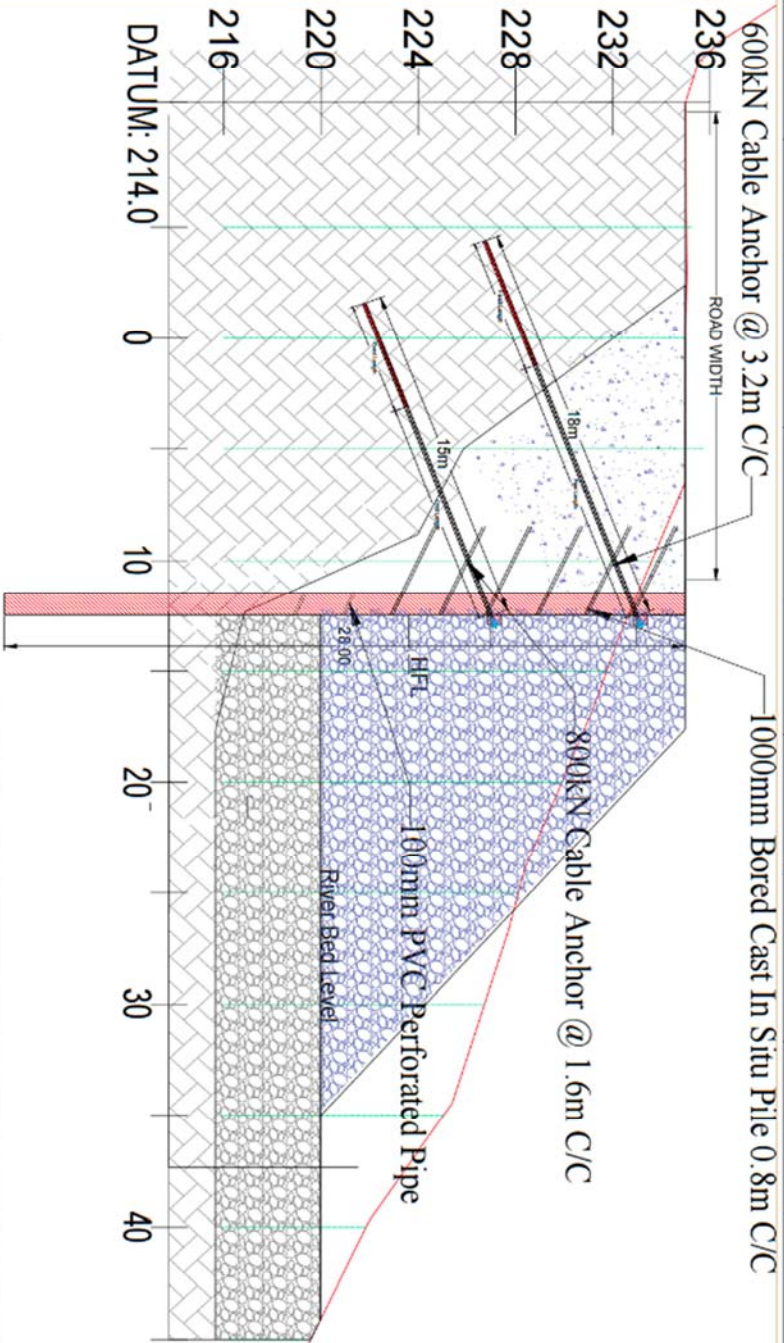 600kN Cable Anchor @ 3.2m C/C
1000mm Bored Cast In Situ Pile 0.8m C/C
236
232
228
224
220
216
DATUM: 214.0
ROAD WIDTH
18m
15m
800kN Cable Anchor @ 1.6m C/C
100mm PVC Perforated Pipe
HFL
28.00
River Bed Level
0
10
20
30
40